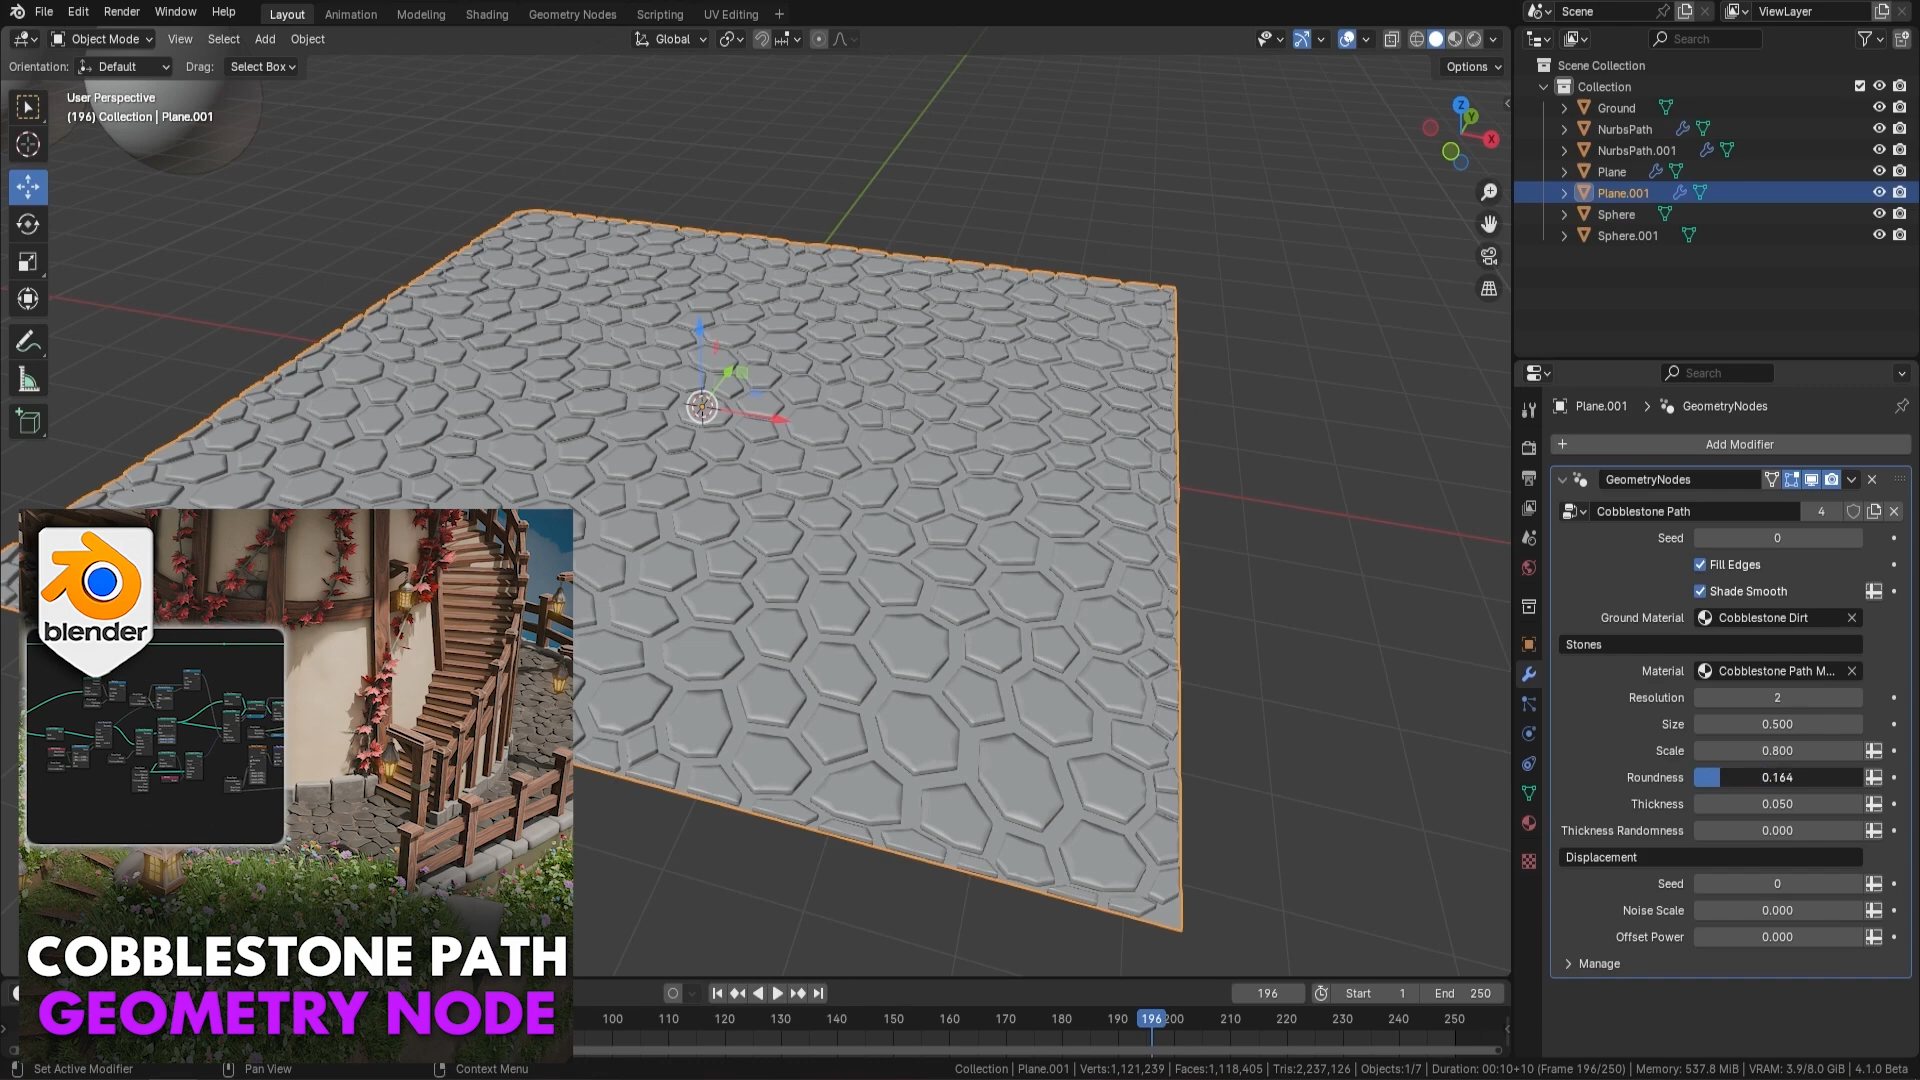 File Edit Render Window Help
Layout Animation Modeling Shading Geometry Nodes Scripting UV Editing +
Scene ViewLayer
Object Mode View Select Add Object
Global
Search
Orientation: Default Drag: Select Box
Options
User Perspective
(196) Collection | Plane.001
Z
Y
X
Scene Collection
Collection
Ground
NurbsPath
NurbsPath.001
Plane
Plane.001
Sphere
Sphere.001
Search
Plane.001 > GeometryNodes
+ Add Modifier
GeometryNodes
Cobblestone Path 4
Seed 0
Fill Edges
Shade Smooth
Ground Material Cobblestone Dirt
Stones
Material Cobblestone Path M...
Resolution 2
Size 0.500
Scale 0.800
Roundness 0.164
Thickness 0.050
Thickness Randomness 0.000
Displacement
Seed 0
Noise Scale 0.000
Offset Power 0.000
Manage
blender
COBBLESTONE PATH
GEOMETRY NODE
196 Start 1 End 250
100 110 120 130 140 150 160 170 180 190 196 200 210 220 230 240 250
Set Active Modifier Pan View Context Menu
Collection | Plane.001 | Verts:1,121,239 | Faces:1,118,405 | Tris:2,237,126 | Objects:1/7 | Duration: 00:10+10 (Frame 196/250) | Memory: 537.8 MiB | VRAM: 3.9/8.0 GiB | 4.1.0 Beta